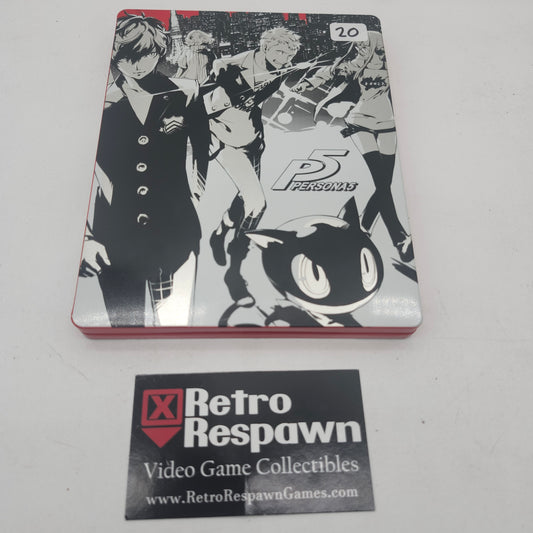 20
P5
PERSONA5
X Retro
Respawn
Video Game Collectibles
www.RetroRespawnGames.com